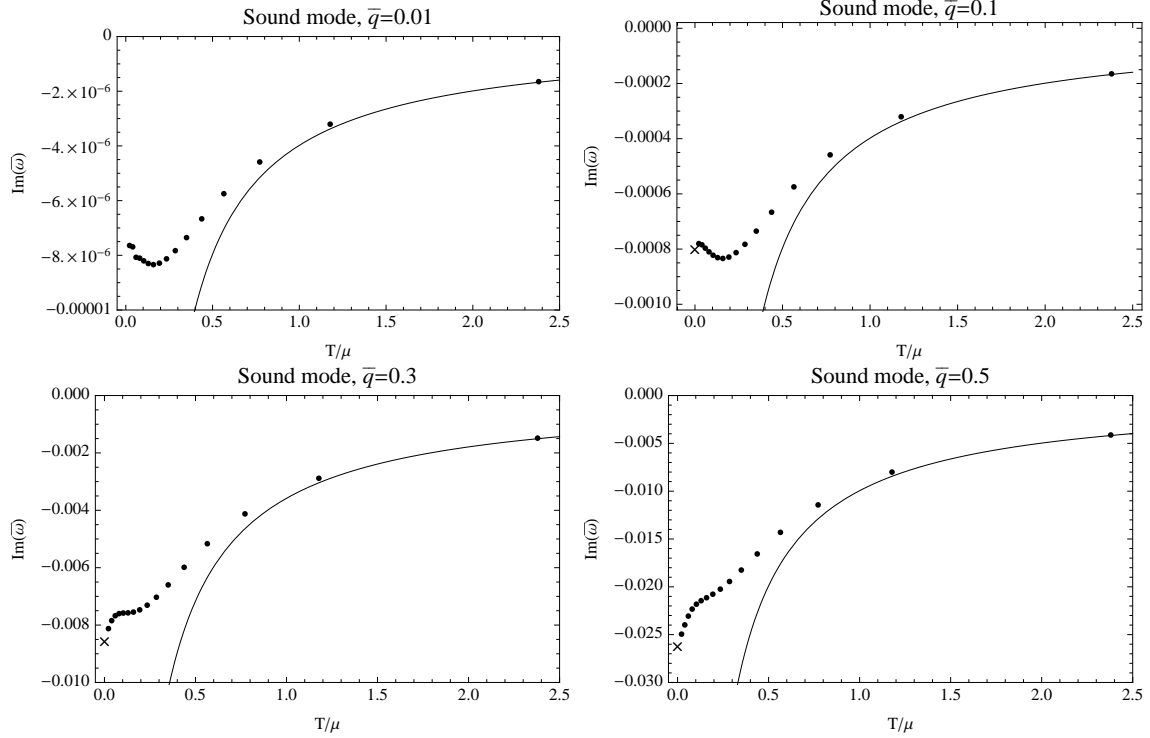 Sound mode, q̅=0.01
0
−2.×10⁻⁶
−4.×10⁻⁶
−6.×10⁻⁶
−8.×10⁻⁶
−0.00001
Im(ω̅)
0.0 0.5 1.0 1.5 2.0 2.5
T/μ
Sound mode, q̅=0.1
0.0000
−0.0002
−0.0004
−0.0006
−0.0008
−0.0010
Im(ω̅)
0.0 0.5 1.0 1.5 2.0 2.5
T/μ
Sound mode, q̅=0.3
0.000
−0.002
−0.004
−0.006
−0.008
−0.010
Im(ω̅)
0.0 0.5 1.0 1.5 2.0 2.5
T/μ
Sound mode, q̅=0.5
0.000
−0.005
−0.010
−0.015
−0.020
−0.025
−0.030
Im(ω̅)
0.0 0.5 1.0 1.5 2.0 2.5
T/μ